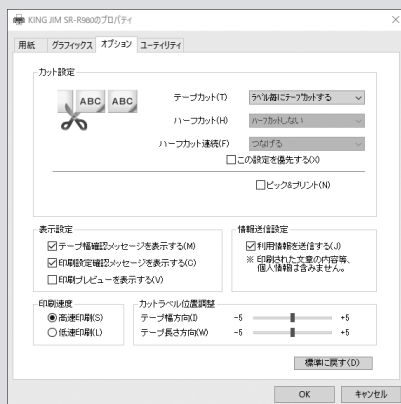 KING JIM SR-R980のプロパティ
用紙 グラフィックス オプション ユーティリティ
カット設定
ABC ABC
テープカット(T) ラベル毎にテープカットする
ハーフカット(H) ハーフカットしない
ハーフカット連続(F) つなげる
この設定を優先する(X)
ピック&プリント(N)
表示設定
テープ幅確認メッセージを表示する(M)
印刷設定確認メッセージを表示する(C)
印刷プレビューを表示する(V)
情報送信設定
利用情報を送信する(J)
※ 印刷された文章の内容等、
個人情報は含みません。
印刷速度
高速印刷(S)
低速印刷(L)
カットラベル位置調整
テープ幅方向(I) -5 +5
テープ長さ方向(W) -5 +5
標準に戻す(D)
OK キャンセル